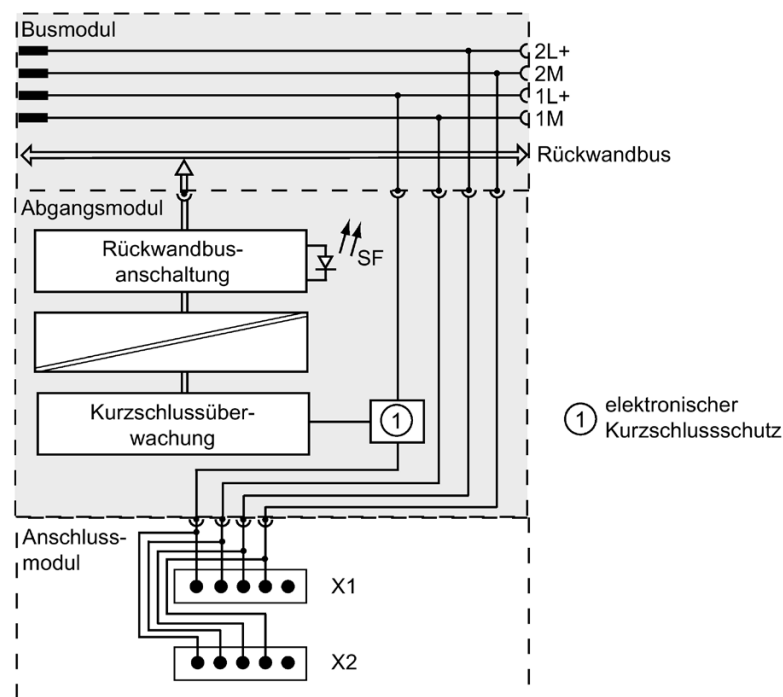 Busmodul
2L+
2M
1L+
1M
Rückwandbus
Abgangsmodul
Rückwandbus-
anschaltung
SF
Kurzschlussüber-
wachung
1
1
elektronischer
Kurzschlussschutz
Anschluss-
modul
X1
X2